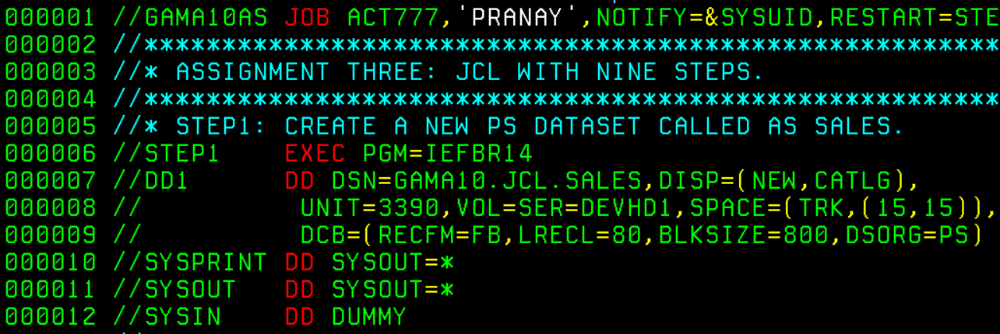 000001 //GAMA10AS JOB ACT777,'PRANAY',NOTIFY=&SYSUID,RESTART=STE
000002 //*******************************************************
000003 //* ASSIGNMENT THREE: JCL WITH NINE STEPS.
000004 //*******************************************************
000005 //* STEP1: CREATE A NEW PS DATASET CALLED AS SALES.
000006 //STEP1    EXEC PGM=IEFBR14
000007 //DD1      DD DSN=GAMA10.JCL.SALES,DISP=(NEW,CATLG),
000008 //          UNIT=3390,VOL=SER=DEVHD1,SPACE=(TRK,(15,15)),
000009 //          DCB=(RECFM=FB,LRECL=80,BLKSIZE=800,DSORG=PS)
000010 //SYSPRINT DD SYSOUT=*
000011 //SYSOUT   DD SYSOUT=*
000012 //SYSIN    DD DUMMY